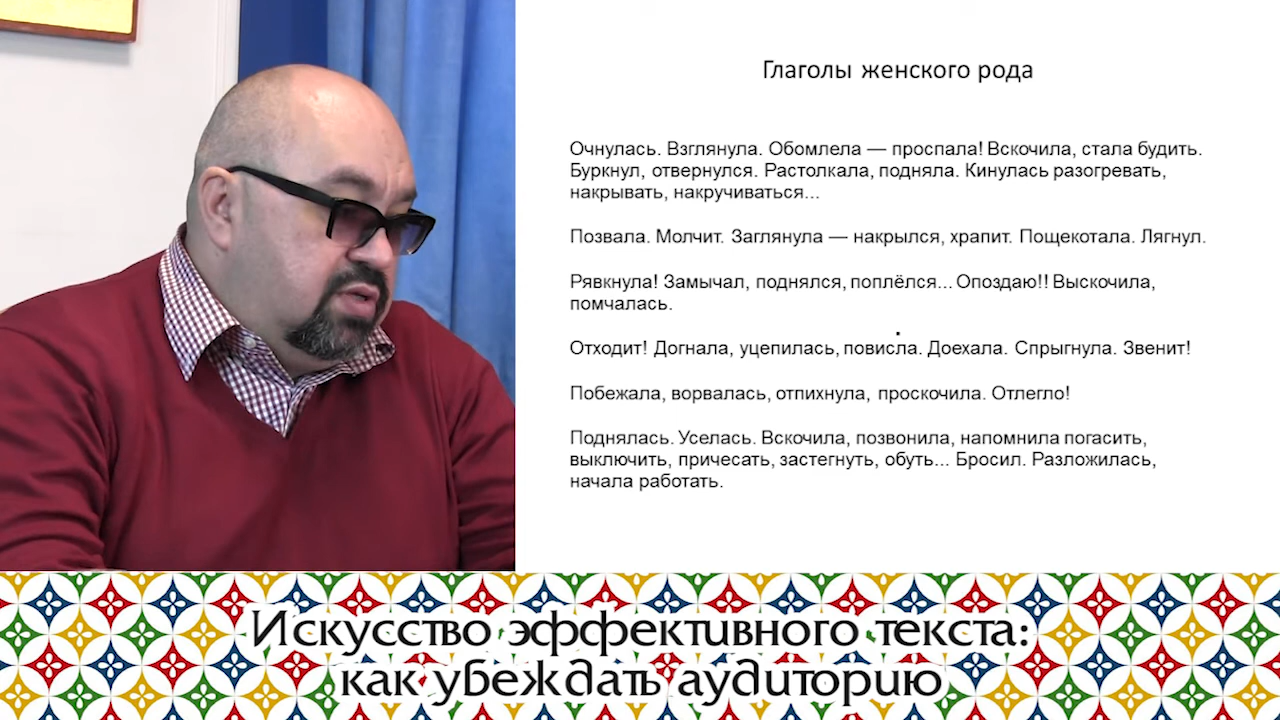 Глаголы женского рода
Очнулась. Взглянула. Обомлела — проспала! Вскочила, стала будить.
Буркнул, отвернулся. Растолкала, подняла. Кинулась разогревать,
накрывать, накручиваться...
Позвала. Молчит. Заглянула — накрылся, храпит. Пощекотала. Лягнул.
Рявкнула! Замычал, поднялся, поплёлся... Опоздаю!! Выскочила,
помчалась.
Отходит! Догнала, уцепилась, повисла. Доехала. Спрыгнула. Звенит!
Побежала, ворвалась, отпихнула, проскочила. Отлегло!
Поднялась. Уселась. Вскочила, позвонила, напомнила погасить,
выключить, причесать, застегнуть, обуть... Бросил. Разложилась,
начала работать.
Искусство эффективного текста:
как убеждать аудиторию